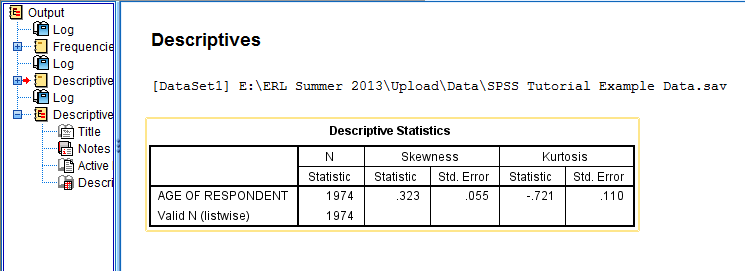 Output
Log
Frequencie
Log
Descriptive
Log
Descriptive
Title
Notes
Active
Descri
Descriptives
[DataSet1] E:\ERL Summer 2013\Upload\Data\SPSS Tutorial Example Data.sav
Descriptive Statistics
N Skewness Kurtosis
Statistic Statistic Std. Error Statistic Std. Error
AGE OF RESPONDENT 1974 .323 .055 -.721 .110
Valid N (listwise) 1974